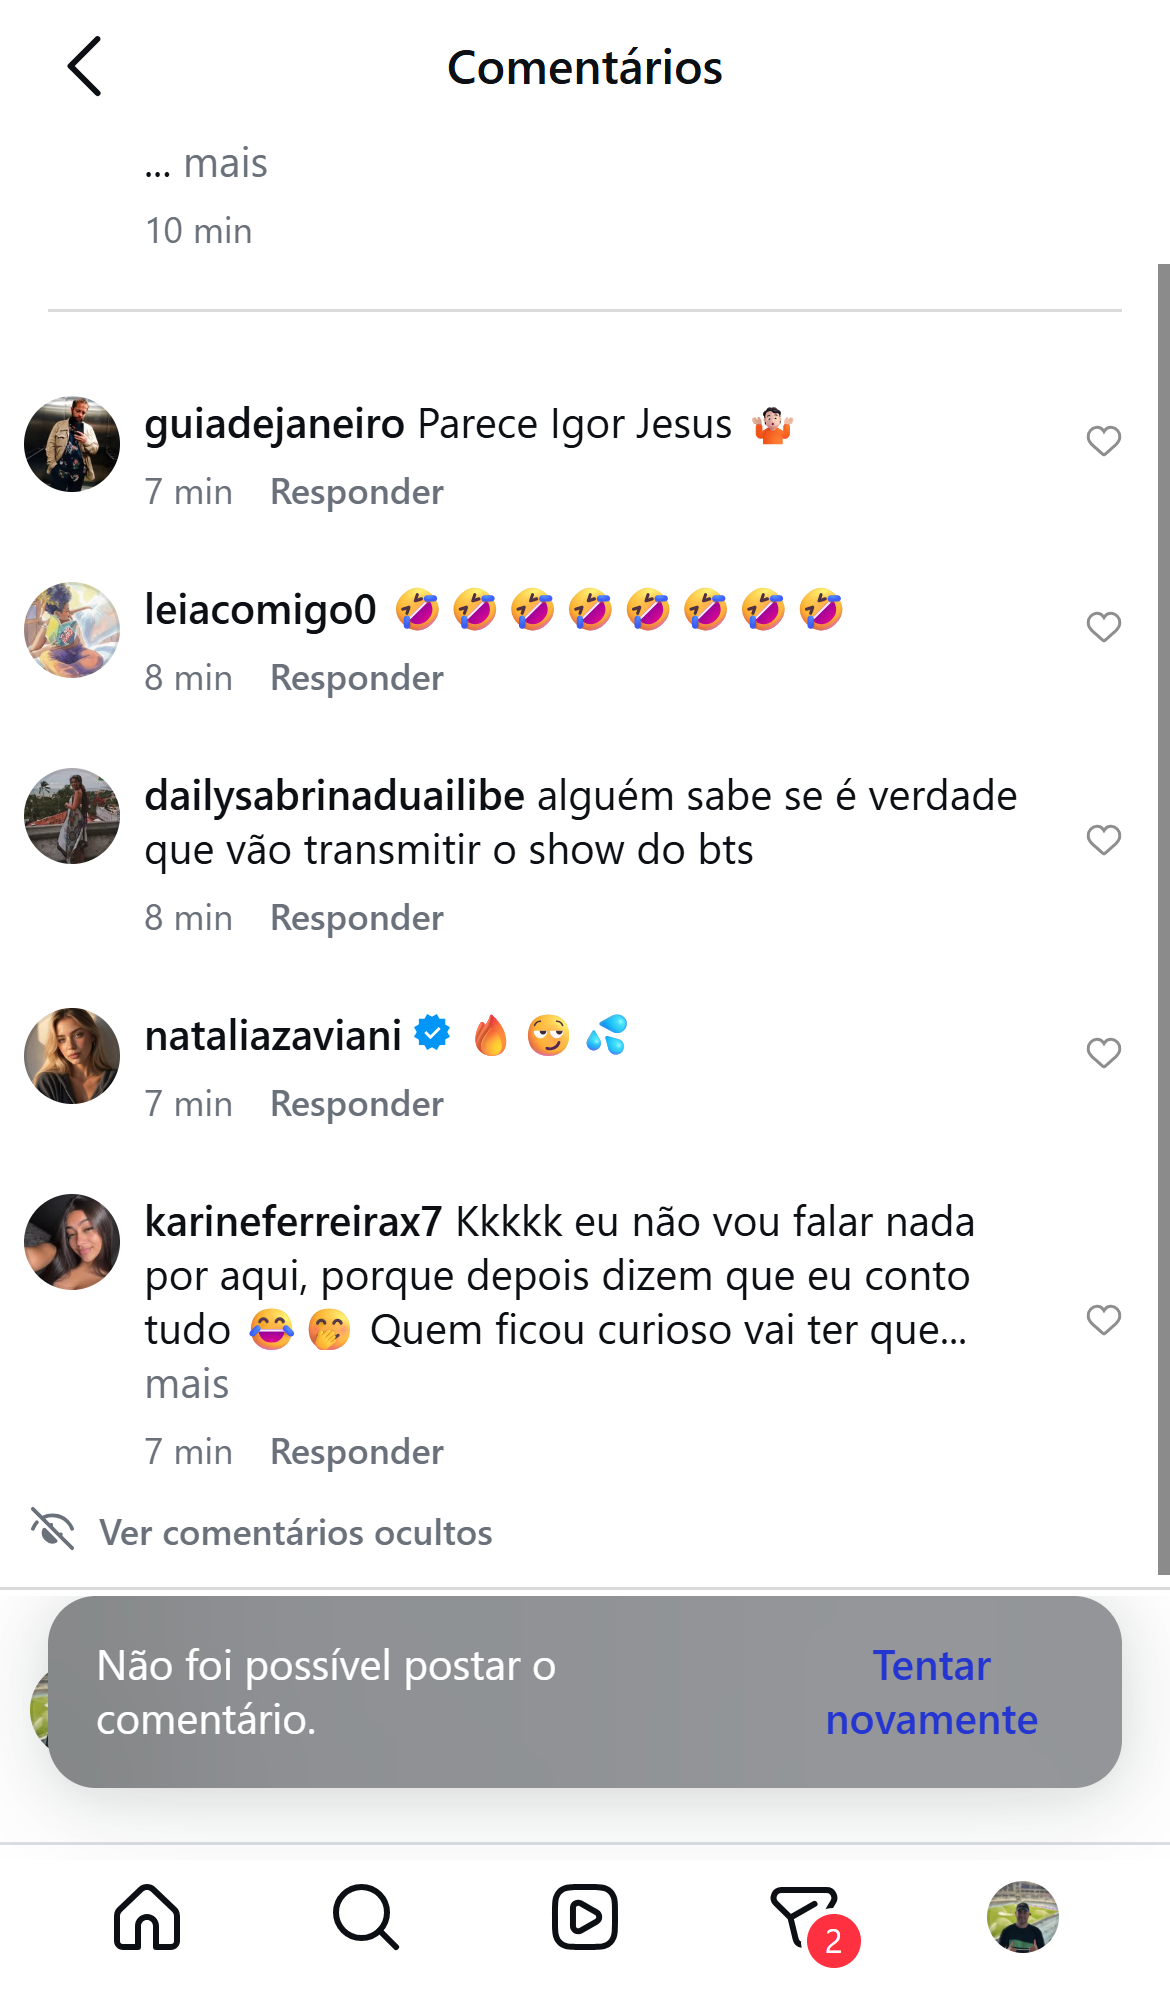 Comentários
... mais
10 min
guiadejaneiro Parece Igor Jesus 🤷🏻
7 min Responder
leiacomigo0 🤣🤣🤣🤣🤣🤣🤣🤣
8 min Responder
dailysabrinaduailibe alguém sabe se é verdade
que vão transmitir o show do bts
8 min Responder
nataliazaviani 🔥😏💦
7 min Responder
karineferreirax7 Kkkkk eu não vou falar nada
por aqui, porque depois dizem que eu conto
tudo 😂🤭 Quem ficou curioso vai ter que...
mais
7 min Responder
Ver comentários ocultos
Não foi possível postar o
comentário.
Tentar
novamente
2